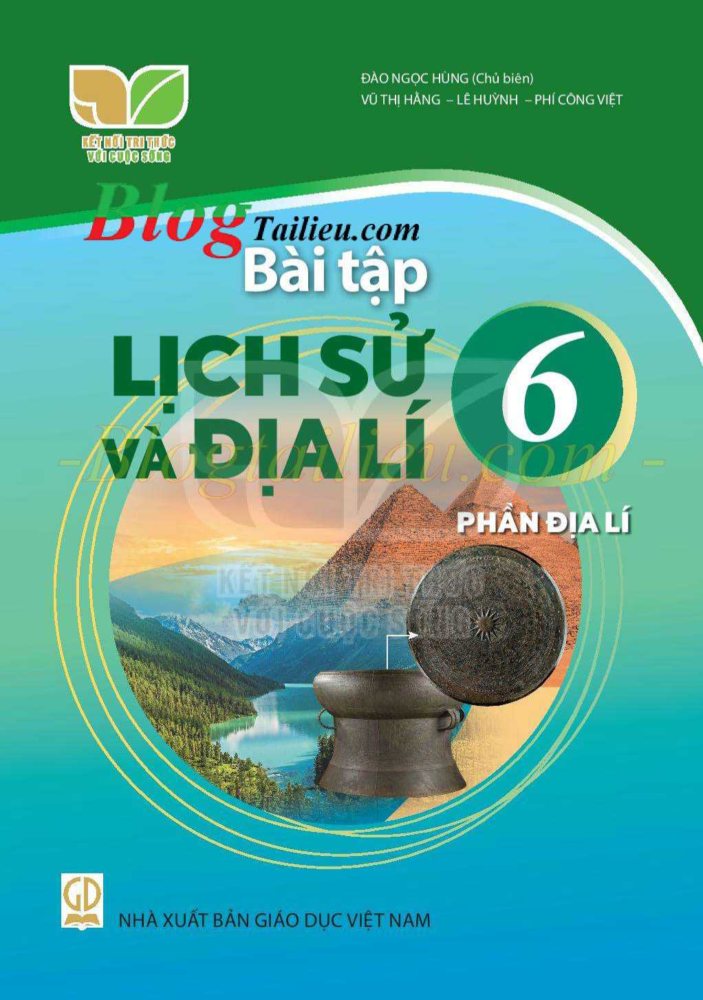 ĐÀO NGỌC HÙNG (Chủ biên)
VŨ THỊ HẰNG – LÊ HUỲNH – PHÍ CÔNG VIỆT
KẾT NỐI TRI THỨC
VỚI CUỘC SỐNG
Blog Tailieu.com
Bài tập
LỊCH SỬ
VÀ ĐỊA LÍ
6
- Blogtailieu.com -
PHẦN ĐỊA LÍ
KẾT NỐI TRI THỨC
VỚI CUỘC SỐNG
GD
NHÀ XUẤT BẢN GIÁO DỤC VIỆT NAM